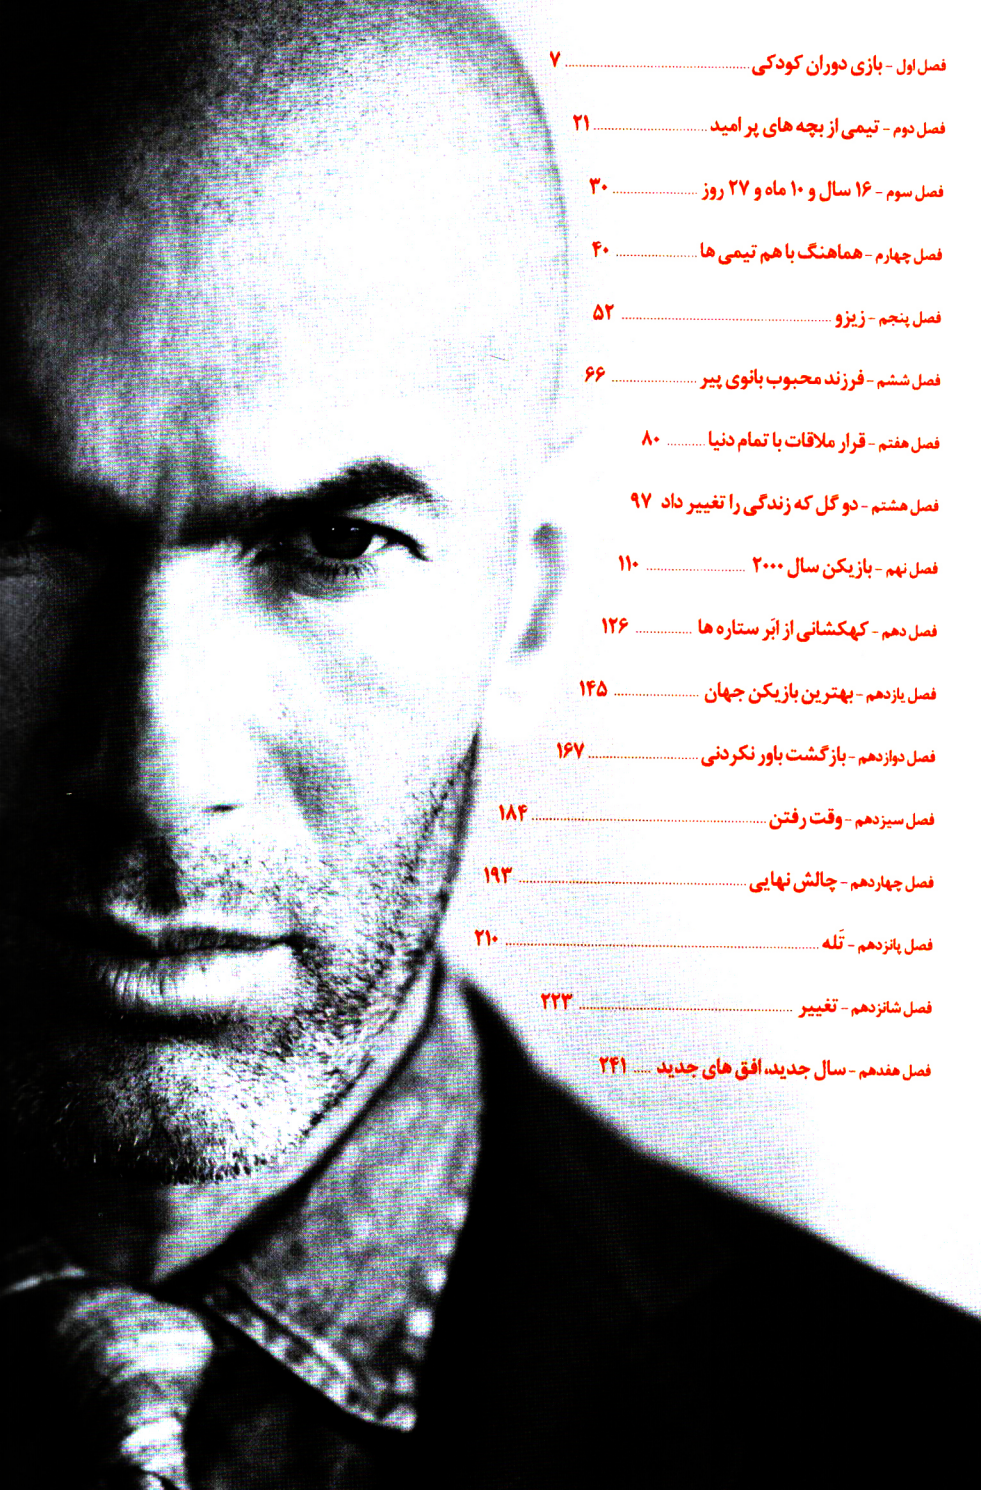 فصل اول - بازی دوران کودکی ........ ۷
فصل دوم - تیمی از بچه های پر امید ........ ۲۱
فصل سوم - ۱۶ سال و ۱۰ ماه و ۲۷ روز ........ ۳۰
فصل چهارم - هماهنگ با هم تیمی ها ........ ۴۰
فصل پنجم - زیزو ........ ۵۲
فصل ششم - فرزند محبوب بانوی پیر ........ ۶۶
فصل هفتم - قرار ملاقات با تمام دنیا ........ ۸۰
فصل هشتم - دو گل که زندگی را تغییر داد ۹۷
فصل نهم - بازیکن سال ۲۰۰۰ ........ ۱۱۰
فصل دهم - کهکشانی از ابَر ستاره ها ........ ۱۲۶
فصل یازدهم - بهترین بازیکن جهان ........ ۱۴۵
فصل دوازدهم - بازگشت باور نکردنی ........ ۱۶۷
فصل سیزدهم - وقت رفتن ........ ۱۸۴
فصل چهاردهم - چالش نهایی ........ ۱۹۳
فصل پانزدهم - تَله ........ ۲۱۰
فصل شانزدهم - تغییر ........ ۲۲۳
فصل هفدهم - سال جدید، افق های جدید ..... ۲۴۱